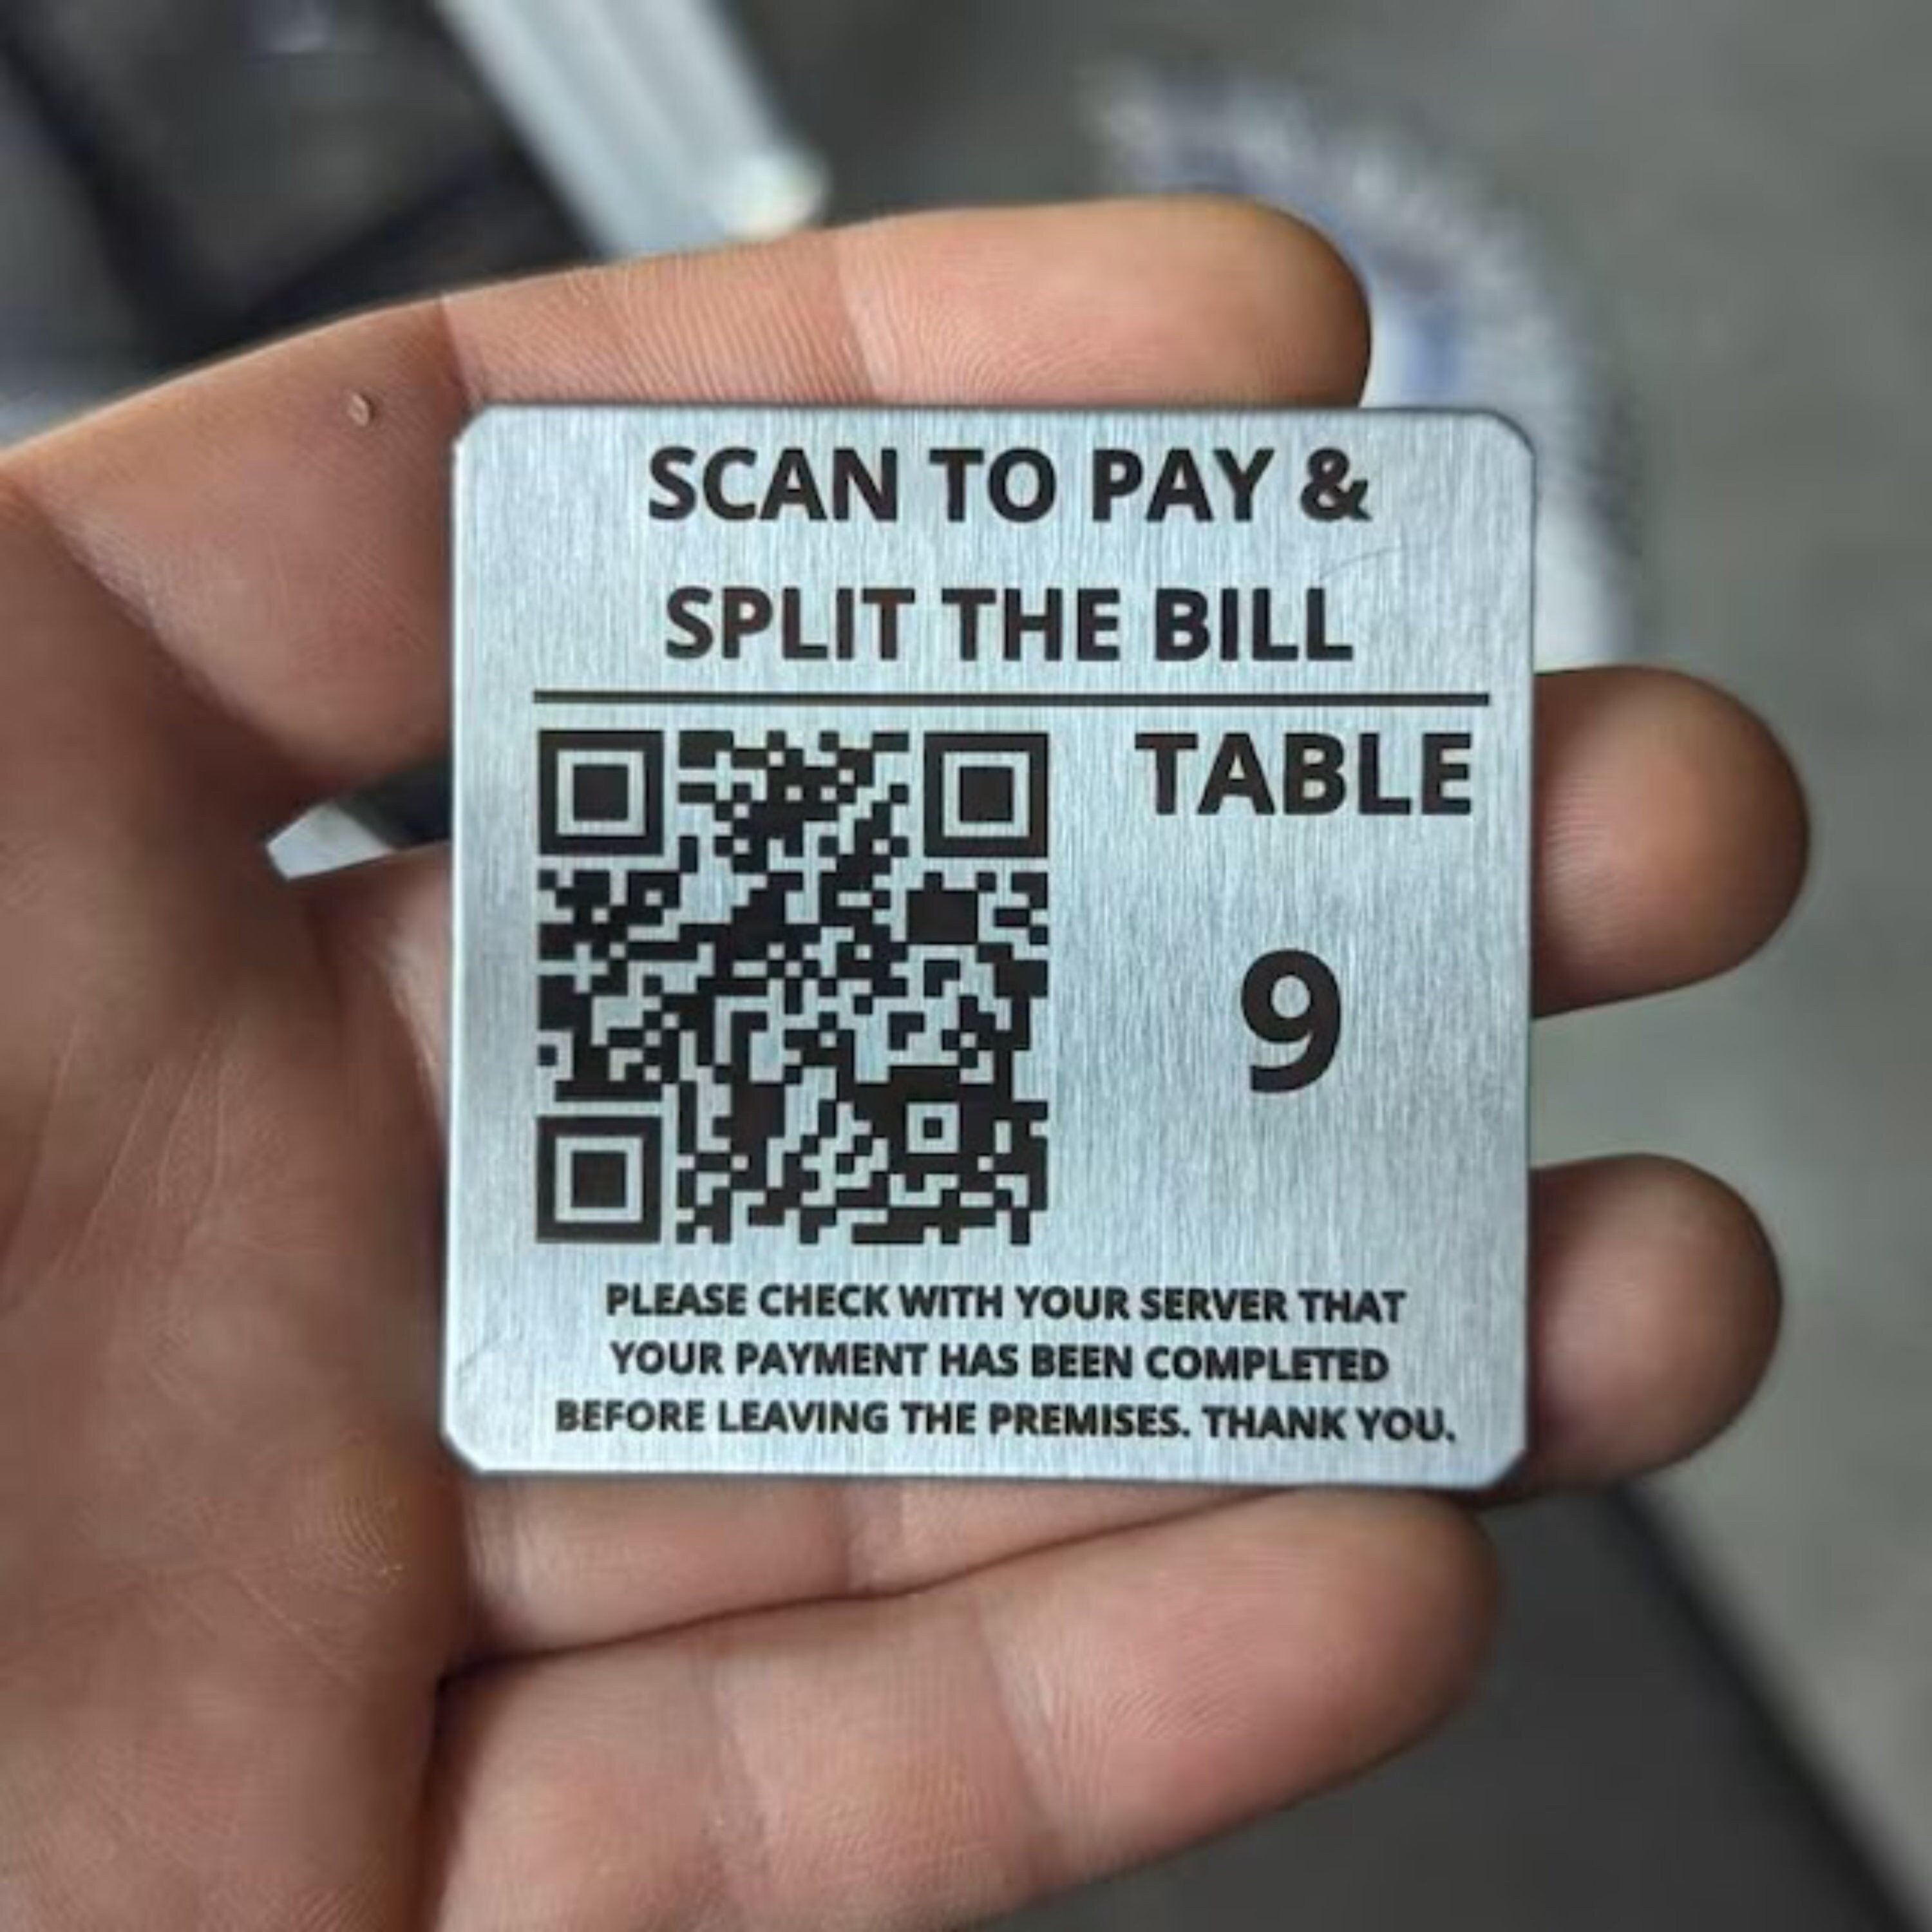 SCAN TO PAY &
SPLIT THE BILL
TABLE
9
PLEASE CHECK WITH YOUR SERVER THAT
YOUR PAYMENT HAS BEEN COMPLETED
BEFORE LEAVING THE PREMISES. THANK YOU.